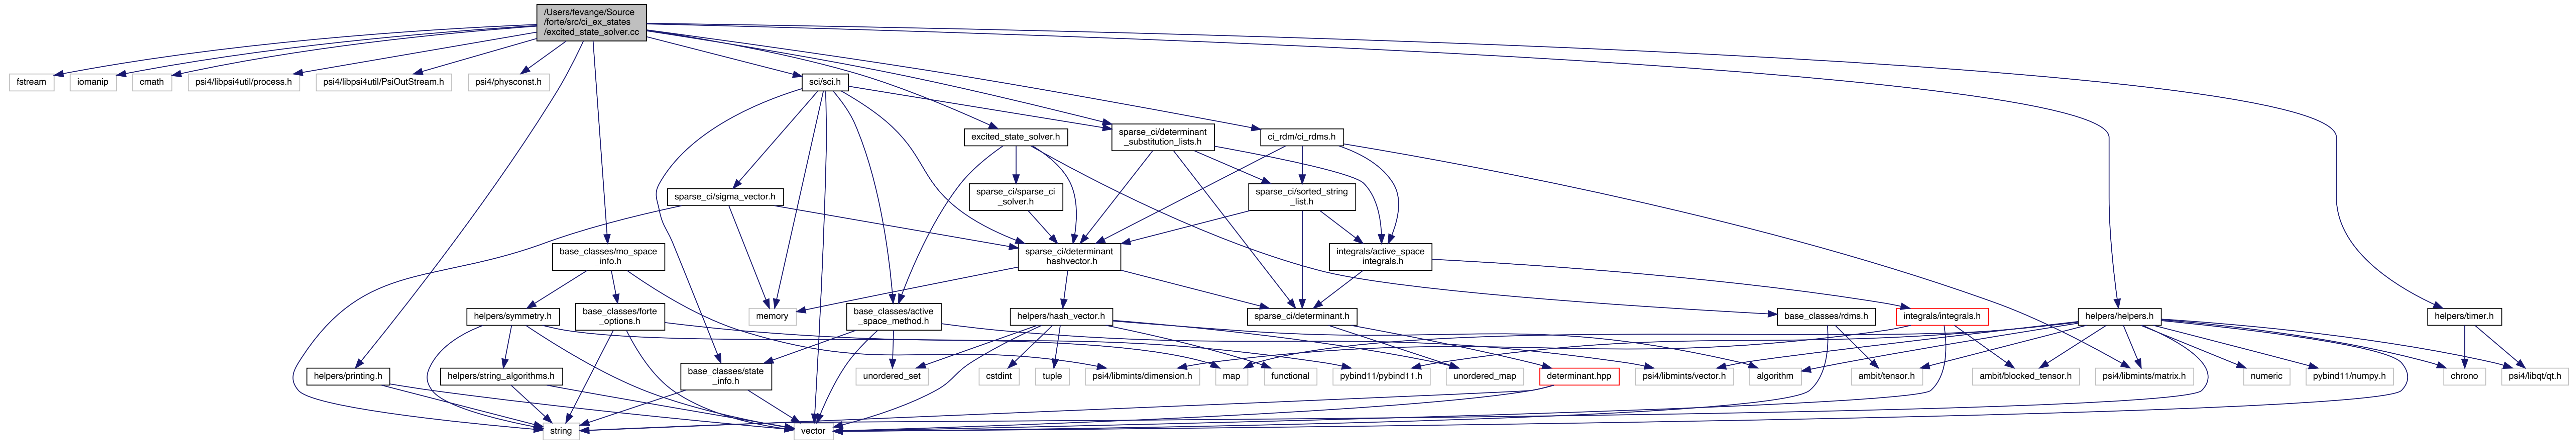 /Users/fevange/Source
/forte/src/ci_ex_states
/excited_state_solver.cc
fstream
iomanip
cmath
psi4/libpsi4util/process.h
psi4/libpsi4util/PsiOutStream.h
psi4/physconst.h
sci/sci.h
excited_state_solver.h
sparse_ci/determinant
_substitution_lists.h
ci_rdm/ci_rdms.h
sparse_ci/sigma_vector.h
sparse_ci/sparse_ci
_solver.h
sparse_ci/sorted_string
_list.h
base_classes/mo_space
_info.h
sparse_ci/determinant
_hashvector.h
integrals/active_space
_integrals.h
helpers/symmetry.h
base_classes/forte
_options.h
memory
base_classes/active
_space_method.h
helpers/hash_vector.h
sparse_ci/determinant.h
base_classes/rdms.h
integrals/integrals.h
helpers/helpers.h
helpers/timer.h
helpers/printing.h
helpers/string_algorithms.h
base_classes/state
_info.h
unordered_set
cstdint
tuple
psi4/libmints/dimension.h
map
functional
pybind11/pybind11.h
unordered_map
determinant.hpp
psi4/libmints/vector.h
algorithm
ambit/tensor.h
ambit/blocked_tensor.h
psi4/libmints/matrix.h
numeric
pybind11/numpy.h
chrono
psi4/libqt/qt.h
string
vector